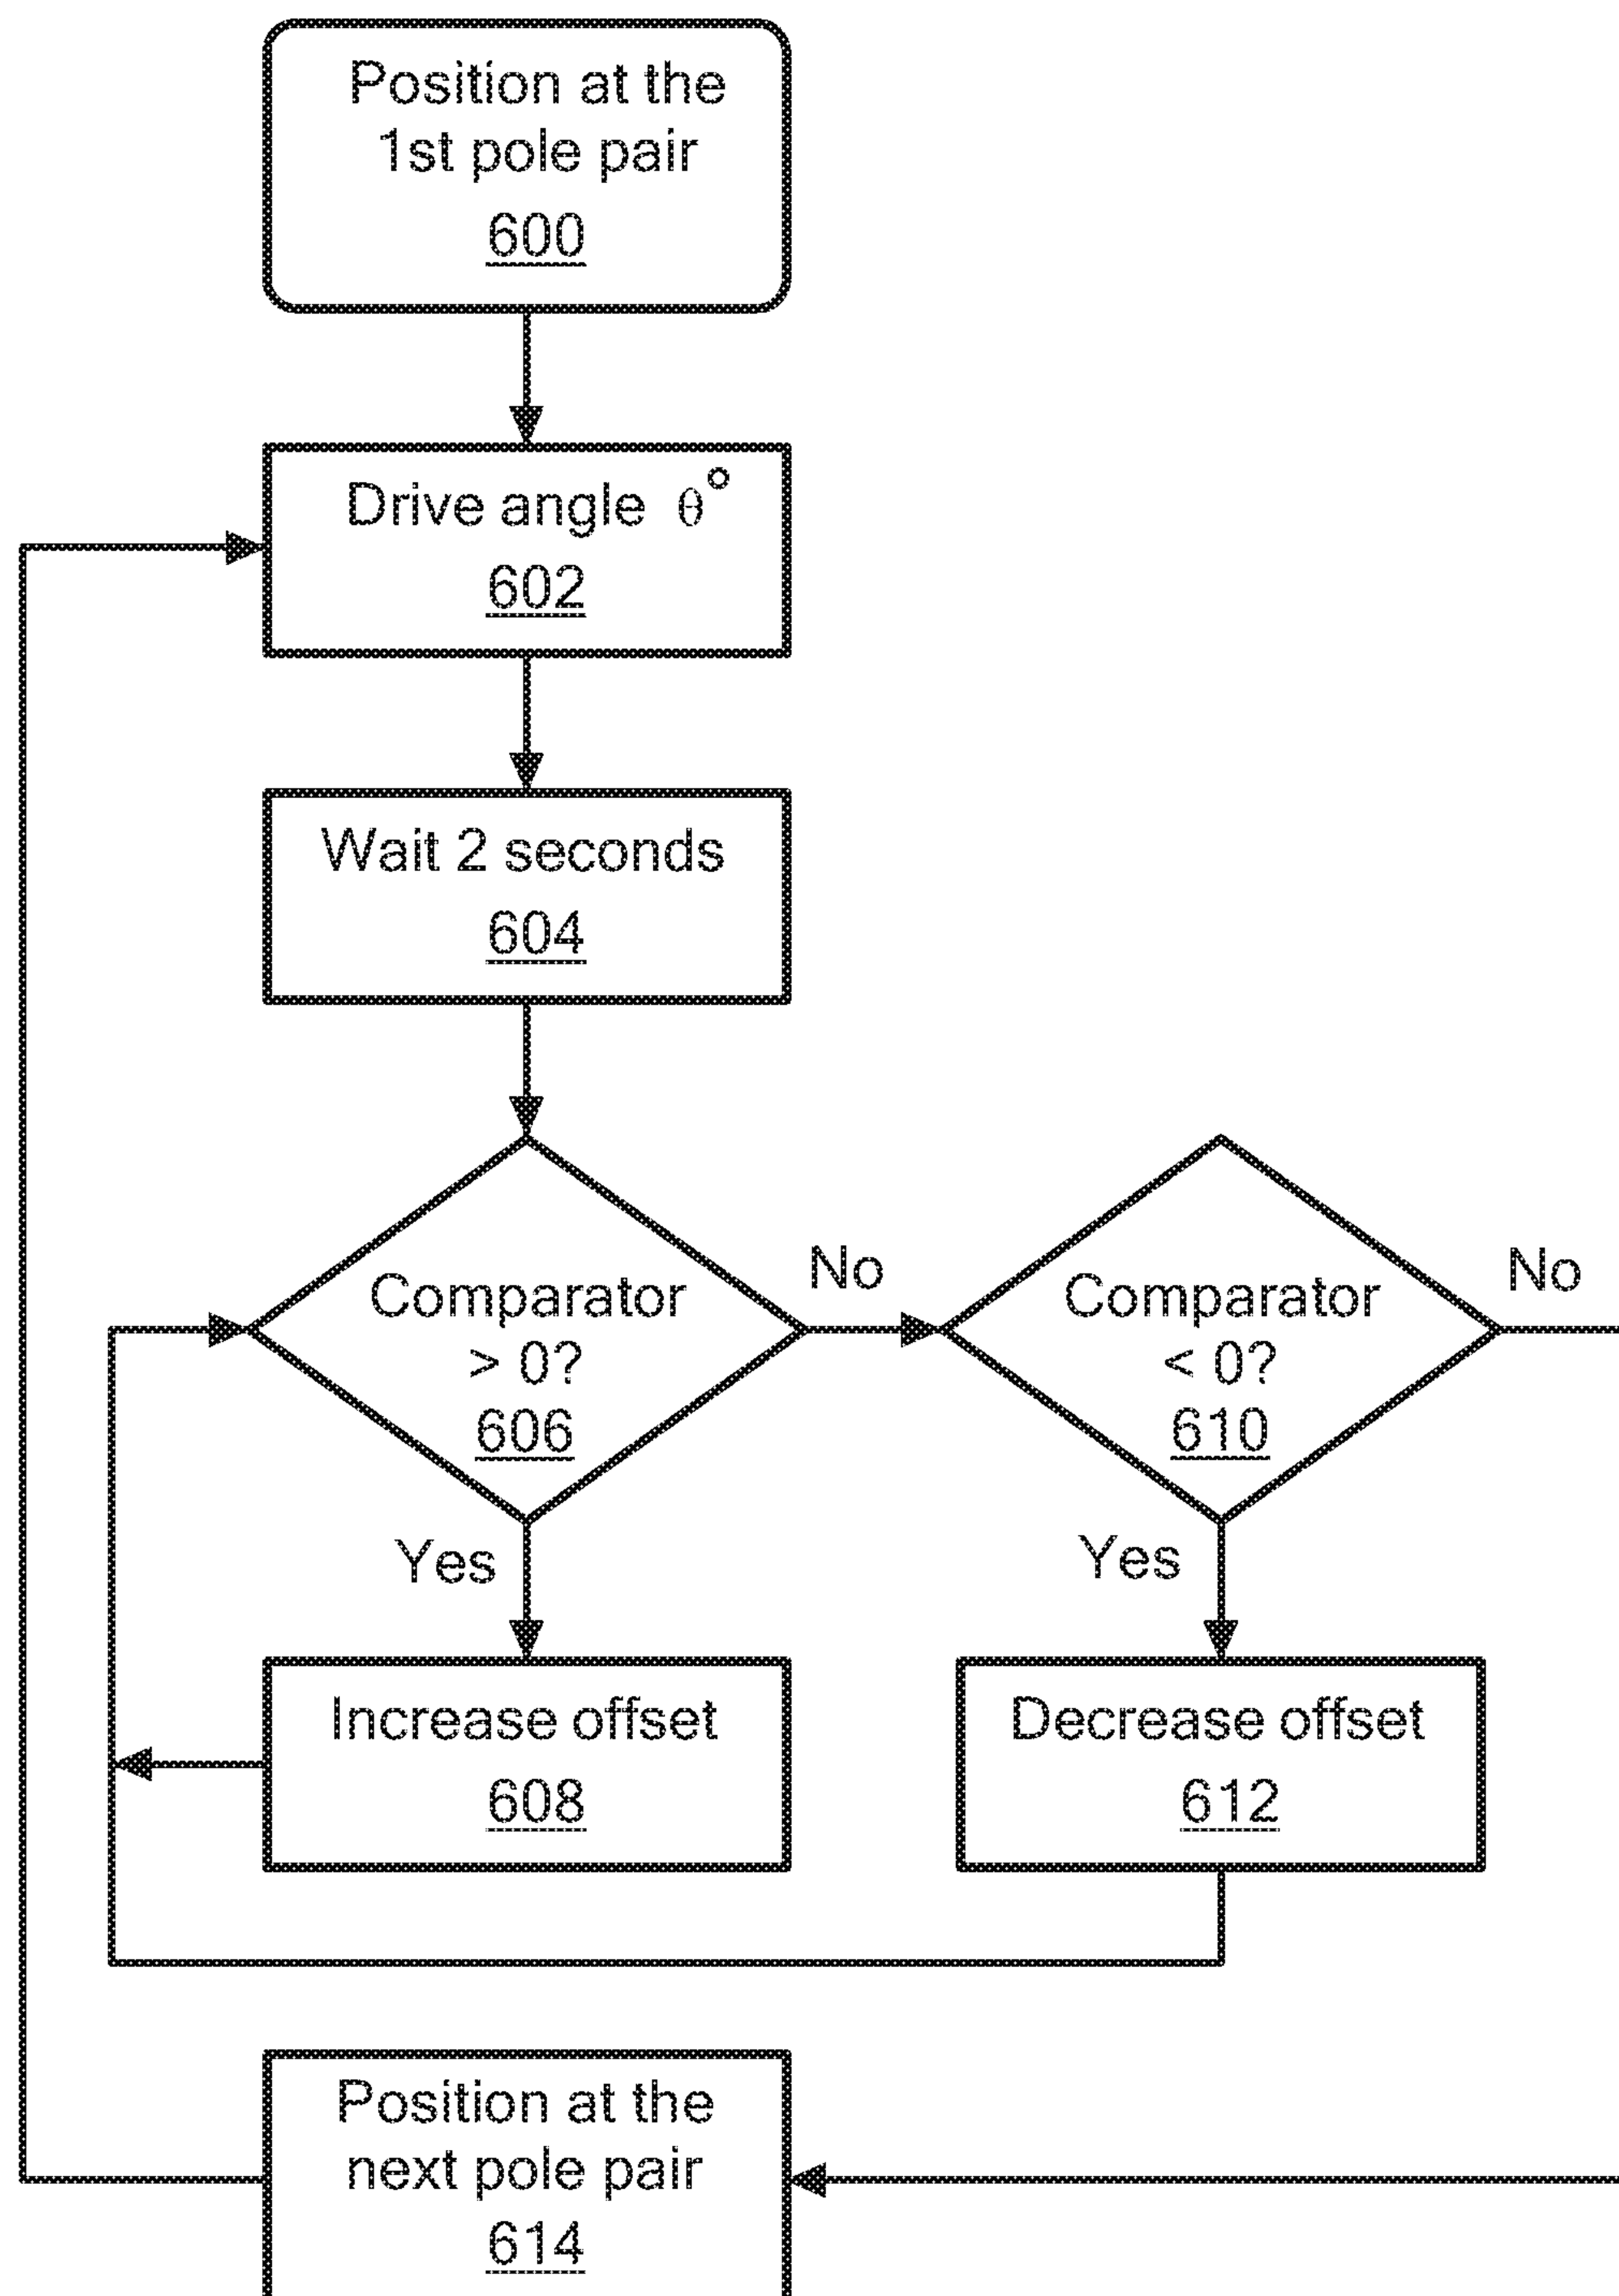 Position at the
1st pole pair
600
Drive angle θ°
602
Wait 2 seconds
604
Comparator
> 0?
606
No
Comparator
< 0?
610
No
Yes
Yes
Increase offset
608
Decrease offset
612
Position at the
next pole pair
614